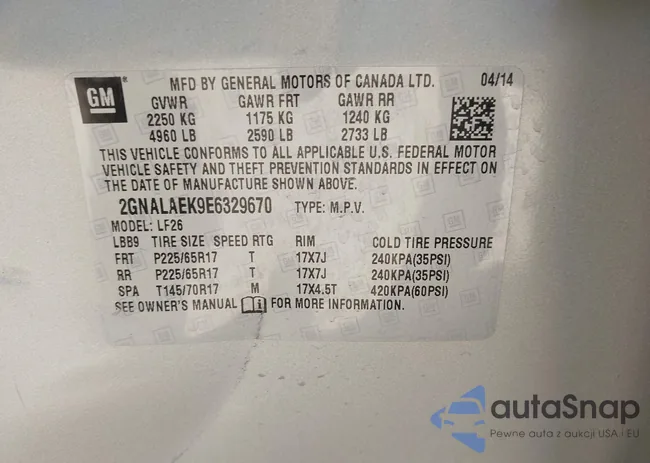 GM MFD BY GENERAL MOTORS OF CANADA LTD. 04/14
GVWR GAWR FRT GAWR RR
2250 KG 1175 KG 1240 KG
4960 LB 2590 LB 2733 LB
THIS VEHICLE CONFORMS TO ALL APPLICABLE U.S. FEDERAL MOTOR
VEHICLE SAFETY AND THEFT PREVENTION STANDARDS IN EFFECT ON
THE DATE OF MANUFACTURE SHOWN ABOVE.
2GNALAEK9E6329670 TYPE: M.P.V.
MODEL: LF26
LBB9 TIRE SIZE SPEED RTG RIM COLD TIRE PRESSURE
FRT P225/65R17 T 17X7J 240KPA(35PSI)
RR P225/65R17 T 17X7J 240KPA(35PSI)
SPA T145/70R17 M 17X4.5T 420KPA(60PSI)
SEE OWNER'S MANUAL FOR MORE INFORMATION.
autaSnap
Pewne auta z aukcji USA i EU